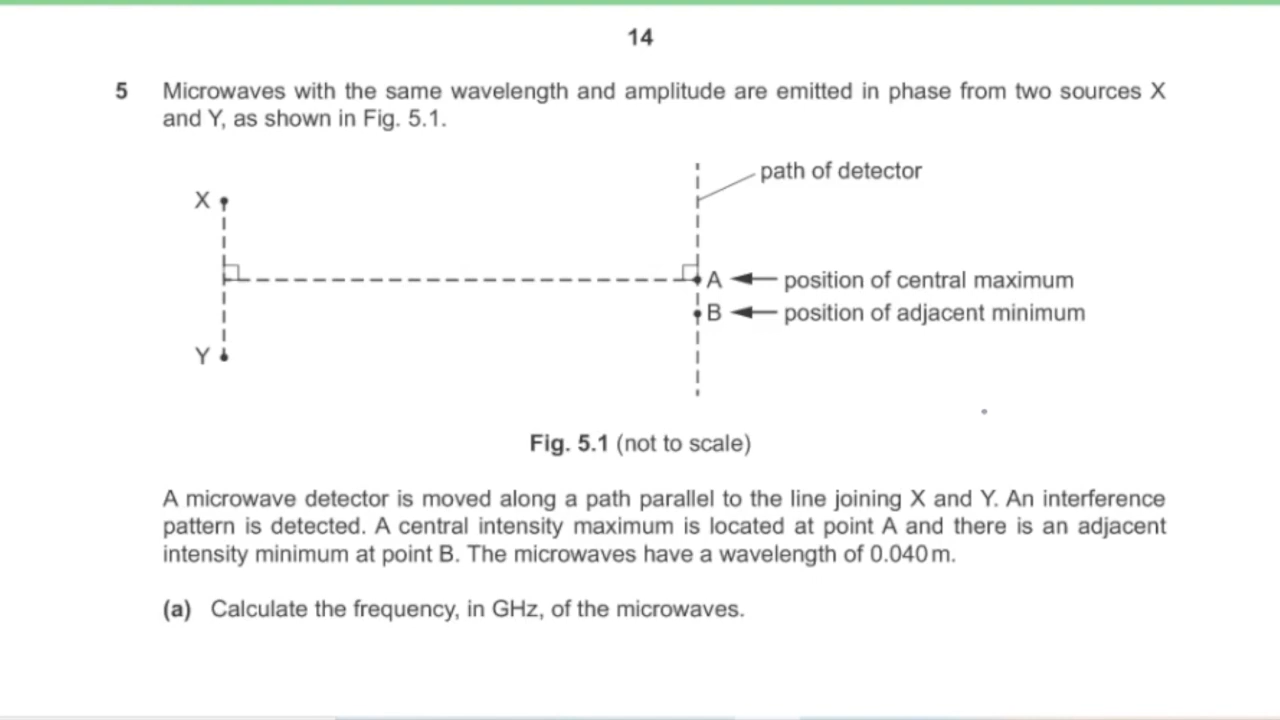 14
5 Microwaves with the same wavelength and amplitude are emitted in phase from two sources X
and Y, as shown in Fig. 5.1.
path of detector
X
A position of central maximum
B position of adjacent minimum
Y
Fig. 5.1 (not to scale)
A microwave detector is moved along a path parallel to the line joining X and Y. An interference
pattern is detected. A central intensity maximum is located at point A and there is an adjacent
intensity minimum at point B. The microwaves have a wavelength of 0.040 m.
(a) Calculate the frequency, in GHz, of the microwaves.